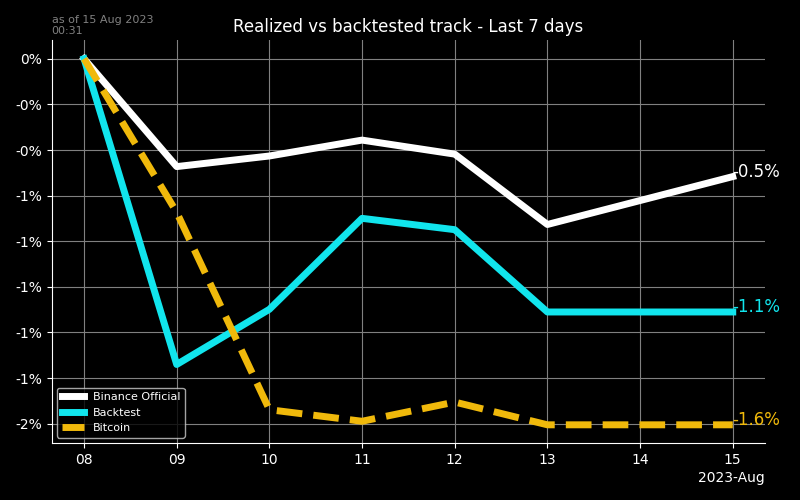 as of 15 Aug 2023
00:31
Realized vs backtested track - Last 7 days
0%
-0%
-0%
-1%
-1%
-1%
-1%
-1%
-2%
-0.5%
-1.1%
-1.6%
Binance Official
Backtest
Bitcoin
08 09 10 11 12 13 14 15
2023-Aug